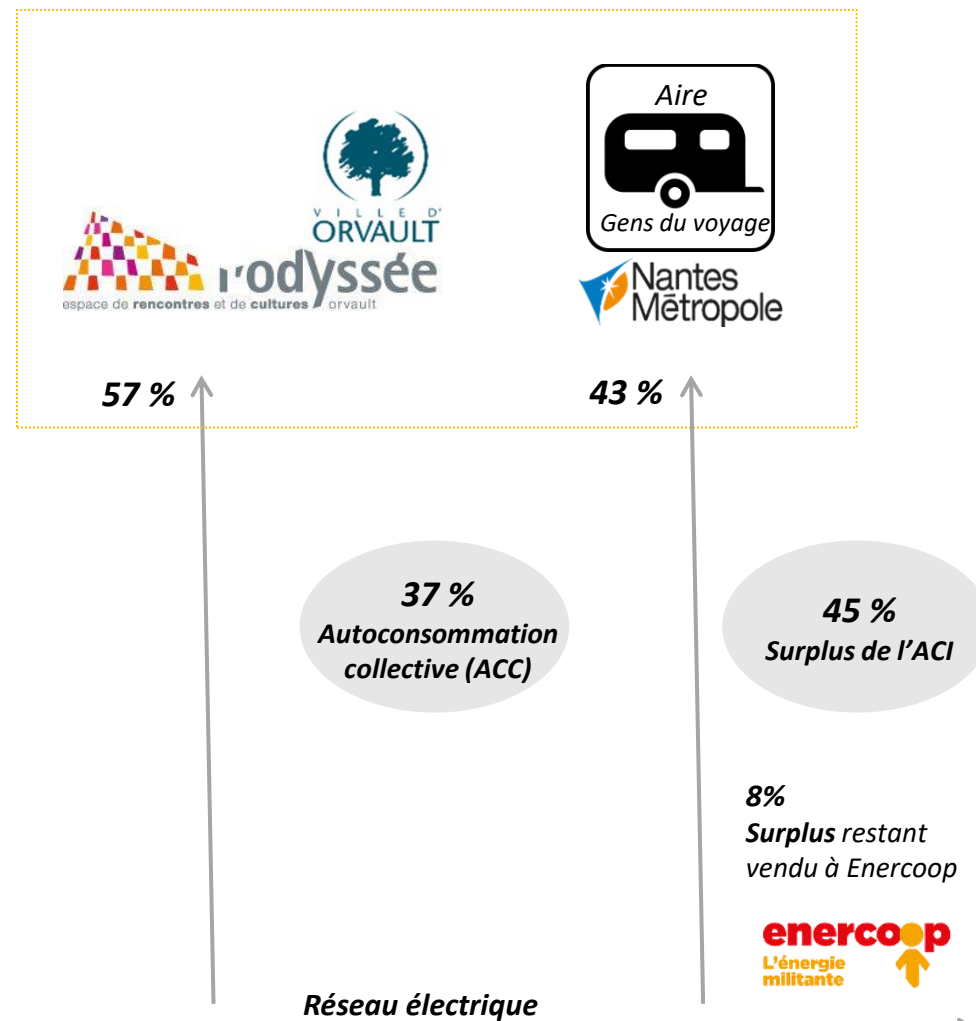 Aire
Gens du voyage
VILLE D'
ORVAULT
l'odyssée
espace de rencontres et de cultures orvault
Nantes
Métropole
57 %
43 %
37 %
Autoconsommation
collective (ACC)
45 %
Surplus de l'ACI
8%
Surplus restant
vendu à Enercoop
enercoop
L'énergie
militante
Réseau électrique